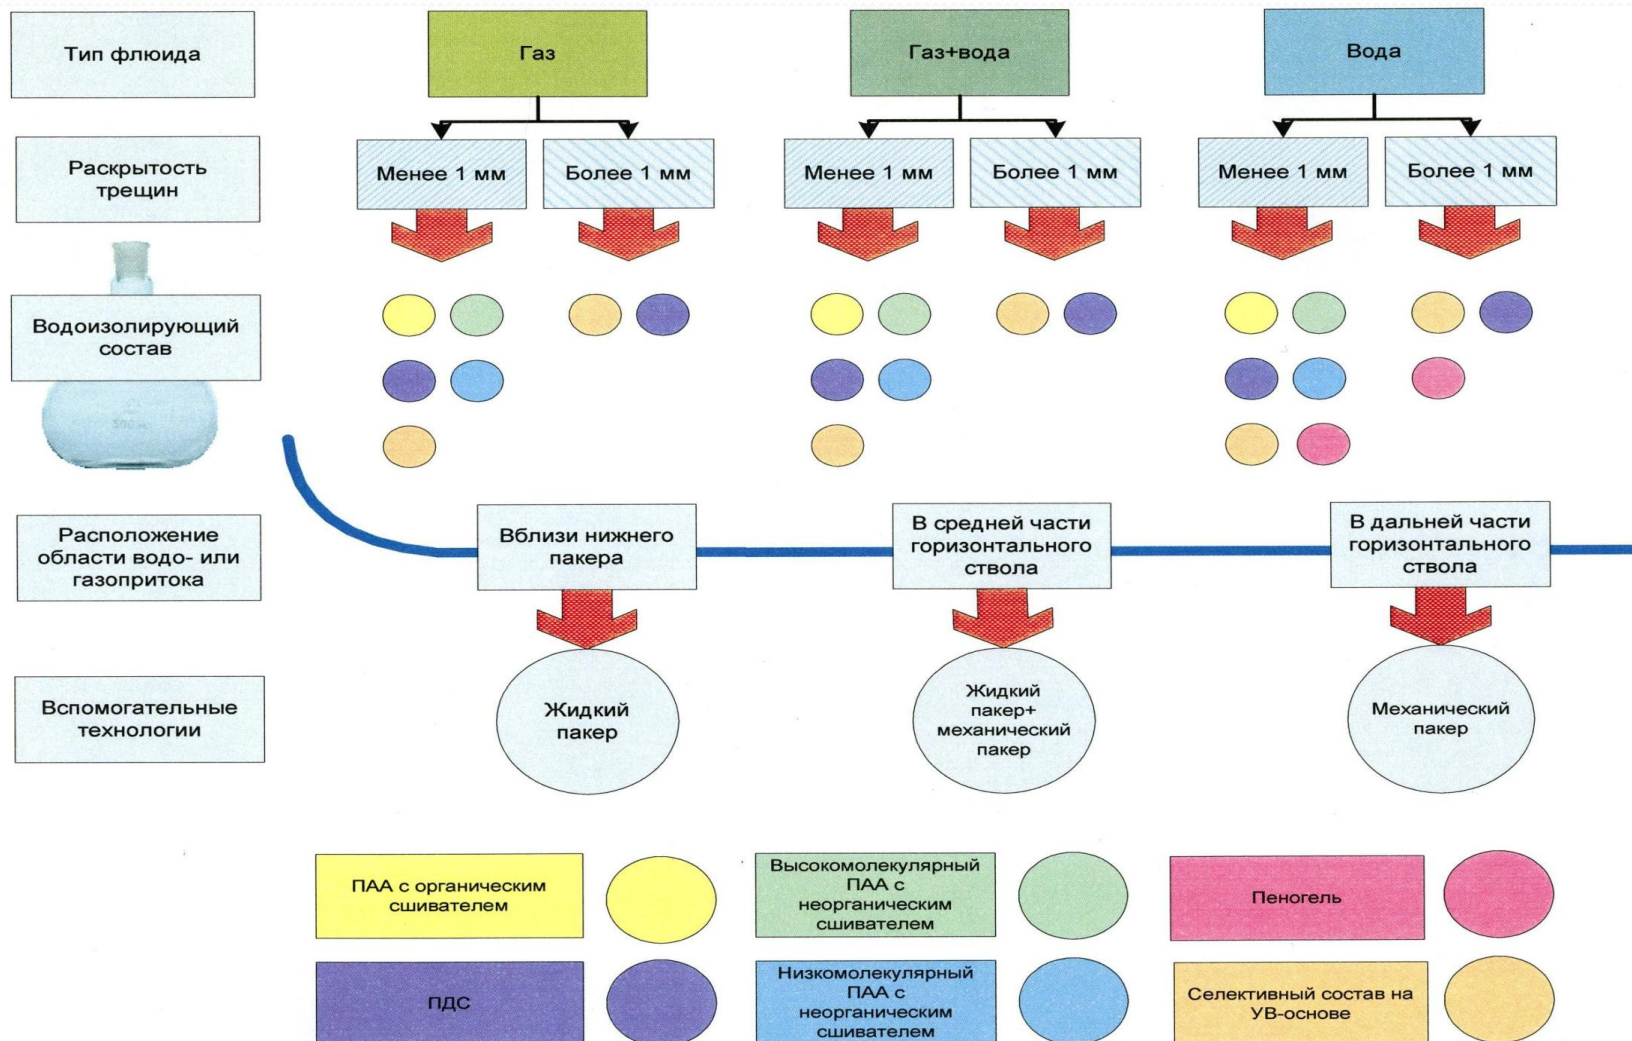 Тип флюида
Газ
Газ+вода
Вода
Раскрытость
трещин
Менее 1 мм
Более 1 мм
Менее 1 мм
Более 1 мм
Менее 1 мм
Более 1 мм
Водоизолирующий
состав
Расположение
области водо- или
газопритока
Вблизи нижнего
пакера
В средней части
горизонтального
ствола
В дальней части
горизонтального
ствола
Вспомогательные
технологии
Жидкий
пакер
Жидкий
пакер+
механический
пакер
Механический
пакер
ПАА с органическим
сшивателем
Высокомолекулярный
ПАА с
неорганическим
сшивателем
Пеногель
ПДС
Низкомолекулярный
ПАА с
неорганическим
сшивателем
Селективный состав на
УВ-основе